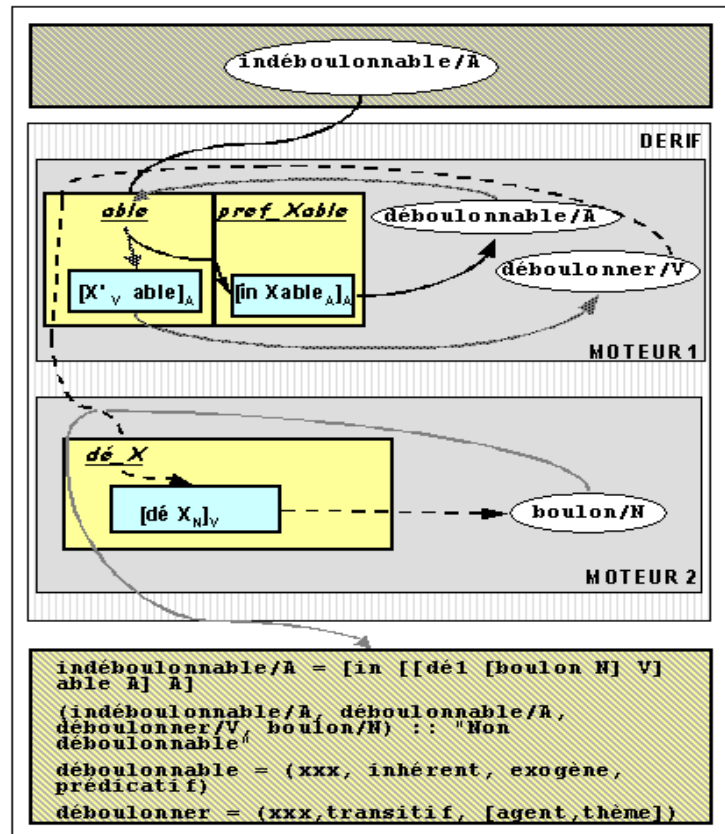 indéboulonnable/A
DERIF
able
pref_Xable
déboulonnable/A
déboulonner/V
[X' V able]A
[in XableA]A
MOTEUR 1
dé_X
[dé XN]V
boulon/N
MOTEUR 2
indéboulonnable/A = [in [[dé1 [boulon N] V]
able A] A]
(indéboulonnable/A, déboulonnable/A,
déboulonner/V, boulon/N) :: "Non
déboulonnable"
déboulonnable = (xxx, inhérent, exogène,
prédicatif)
déboulonner = (xxx,transitif, [agent,thème])